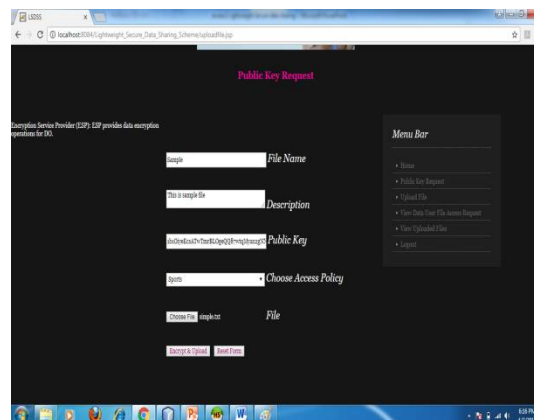 LSDSS
localhost:8084/Lightweight_Secure_Data_Sharing_Scheme/uploadfile.jsp
Public Key Request
Encryption Service Provider (ESP): ESP provides data encryption
operations for DO.
Menu Bar
Home
Public Key Request
Upload File
View Data User File Access Request
View Uploaded Files
Logout
Sample File Name
This is sample file Description
Public Key
Sports Choose Access Policy
Choose File simple.txt File
Encrypt & Upload Reset Form
6:16 PM